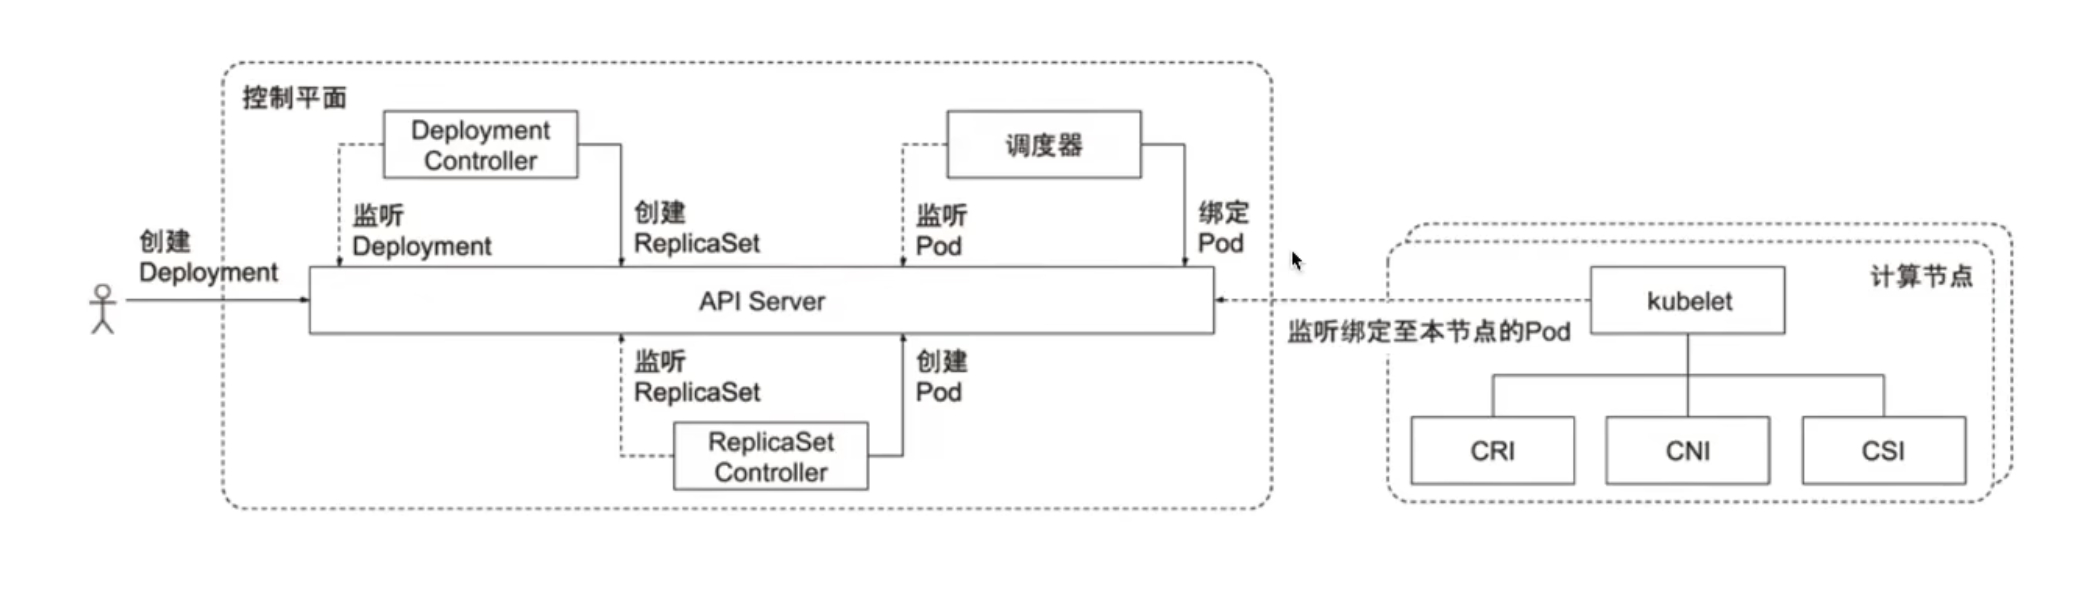 控制平面
Deployment
Controller
调度器
监听
Deployment
创建
ReplicaSet
监听
Pod
绑定
Pod
创建
Deployment
API Server
监听
ReplicaSet
创建
Pod
ReplicaSet
Controller
监听绑定至本节点的Pod
计算节点
kubelet
CRI
CNI
CSI